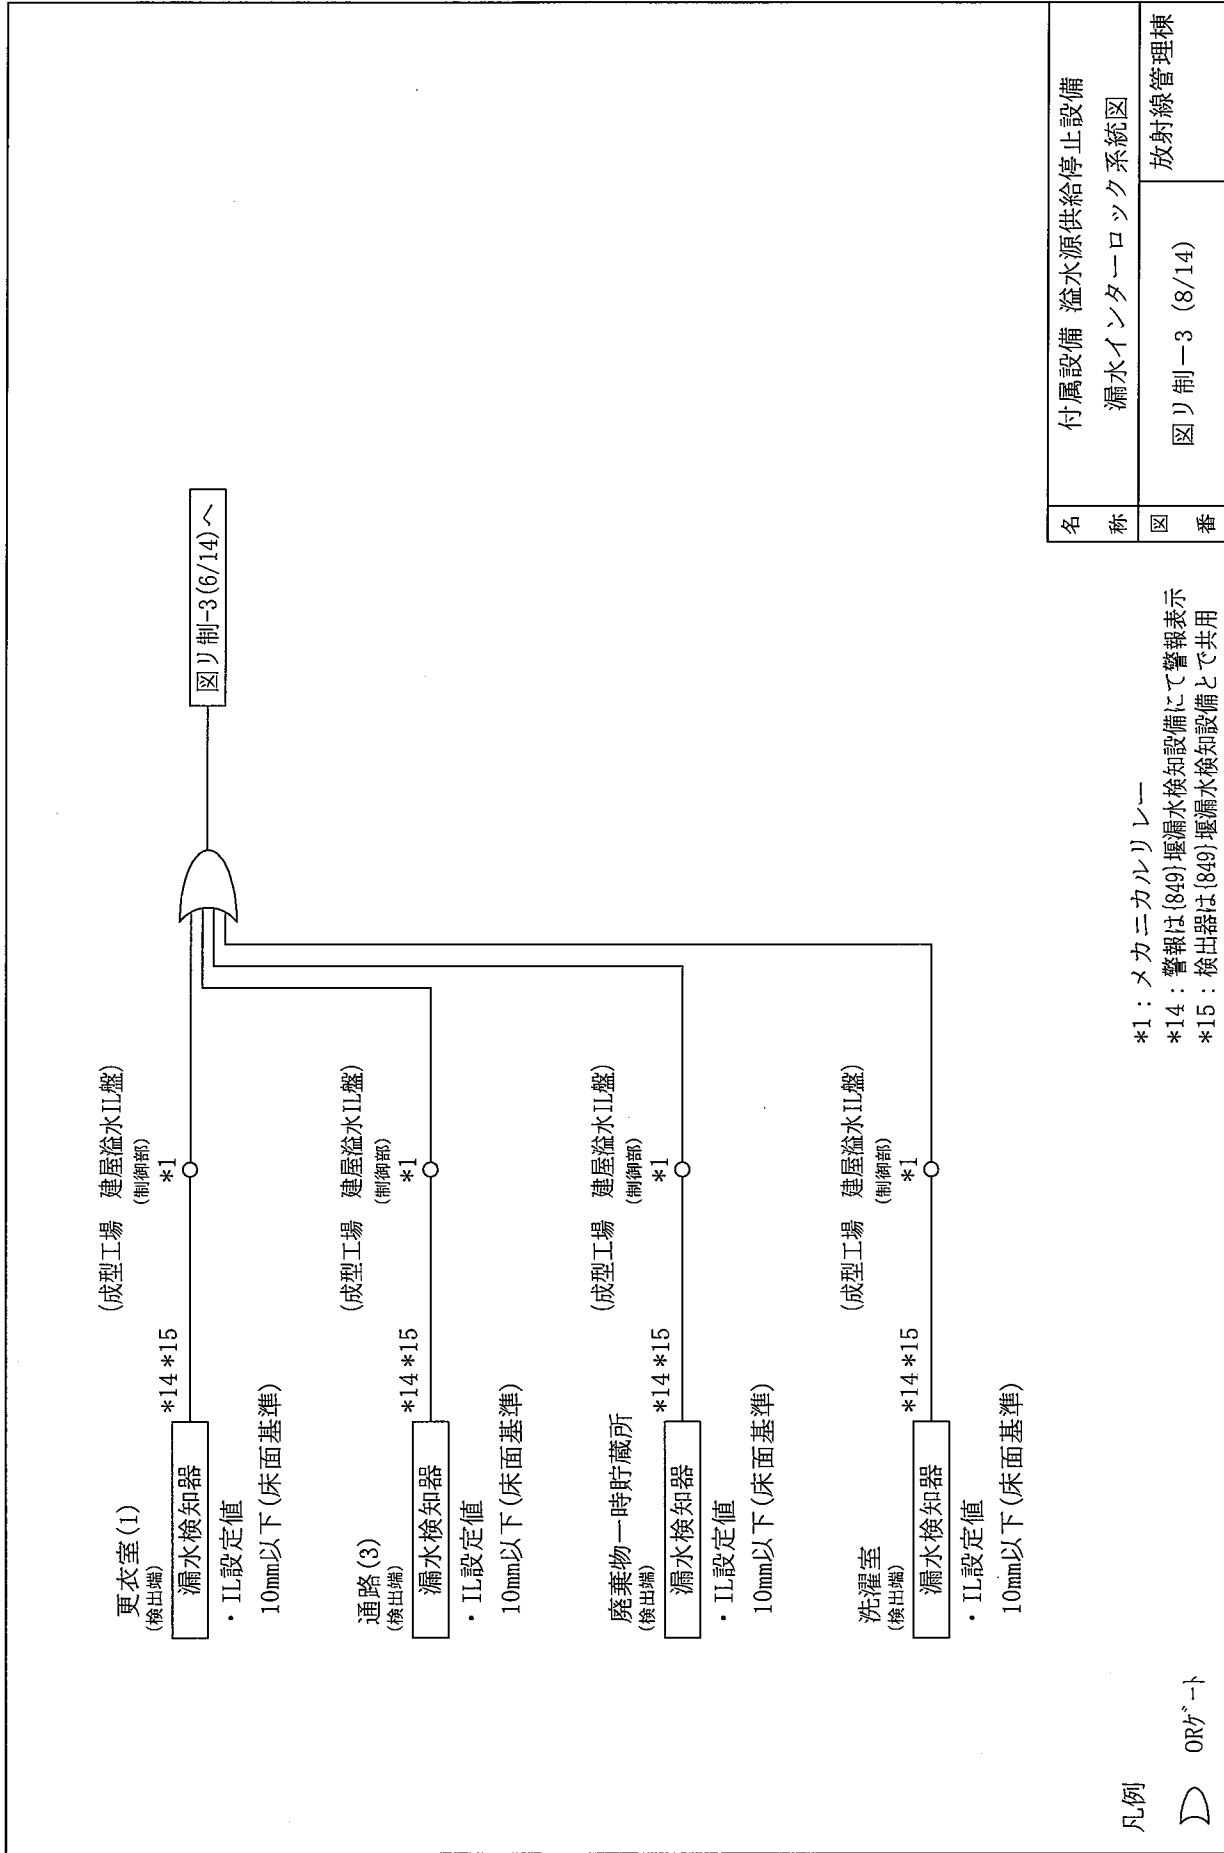 更衣室(1)
(検出端)
漏水検知器
*14 *15
・IL設定値
10mm以下(床面基準)
(成型工場 建屋溢水IL盤)
(制御部)
*1
図リ制-3(6/14)へ
通路(3)
(検出端)
漏水検知器
*14 *15
・IL設定値
10mm以下(床面基準)
(成型工場 建屋溢水IL盤)
(制御部)
*1
廃棄物一時貯蔵所
(検出端)
漏水検知器
*14 *15
・IL設定値
10mm以下(床面基準)
(成型工場 建屋溢水IL盤)
(制御部)
*1
洗濯室
(検出端)
漏水検知器
*14 *15
・IL設定値
10mm以下(床面基準)
(成型工場 建屋溢水IL盤)
(制御部)
*1
凡例
ORゲート
*1：メカニカルリレー
*14：警報は{849}堰漏水検知設備にて警報表示
*15：検出器は{849}堰漏水検知設備とで共用
名称
付属設備 溢水源供給停止設備
漏水インターロック系統図
図番
図リ制－3 (8/14)
放射線管理棟